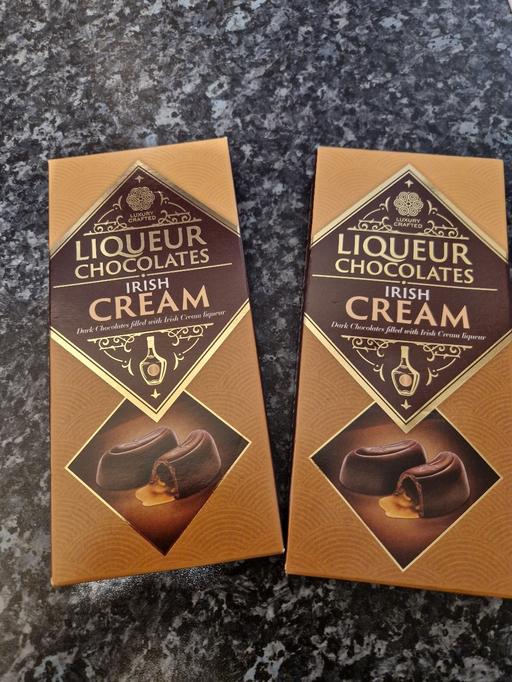 LUXURY
CRAFTED
LIQUEUR
CHOCOLATES
IRISH
CREAM
Dark Chocolates filled with Irish Cream liqueur
LUXURY
CRAFTED
LIQUEUR
CHOCOLATES
IRISH
CREAM
Dark Chocolates filled with Irish Cream liqueur